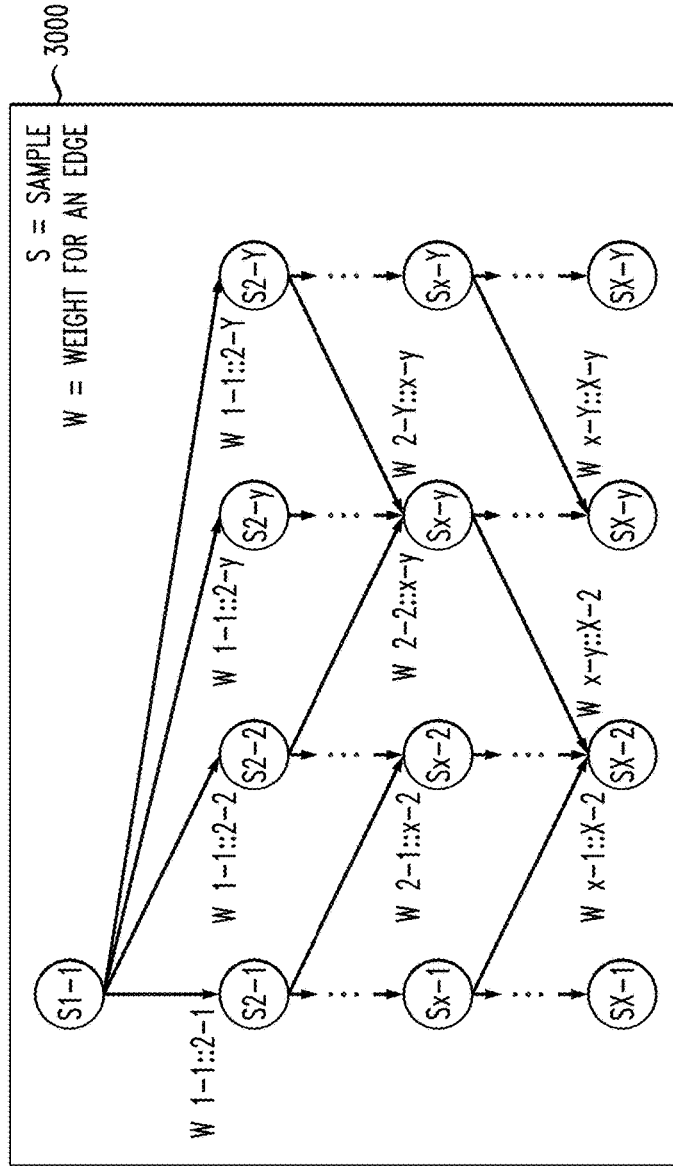 3000
S = SAMPLE
W = WEIGHT FOR AN EDGE
S1-1
W 1-1::2-1
W 1-1::2-2
W 1-1::2-y
W 1-1::2-Y
S2-1
S2-2
S2-y
S2-Y
W 2-1::x-2
W 2-2::x-y
W 2-Y::x-y
Sx-1
Sx-2
Sx-y
Sx-Y
W x-1::X-2
W x-y::X-2
W x-Y::X-y
SX-1
SX-2
SX-y
SX-Y